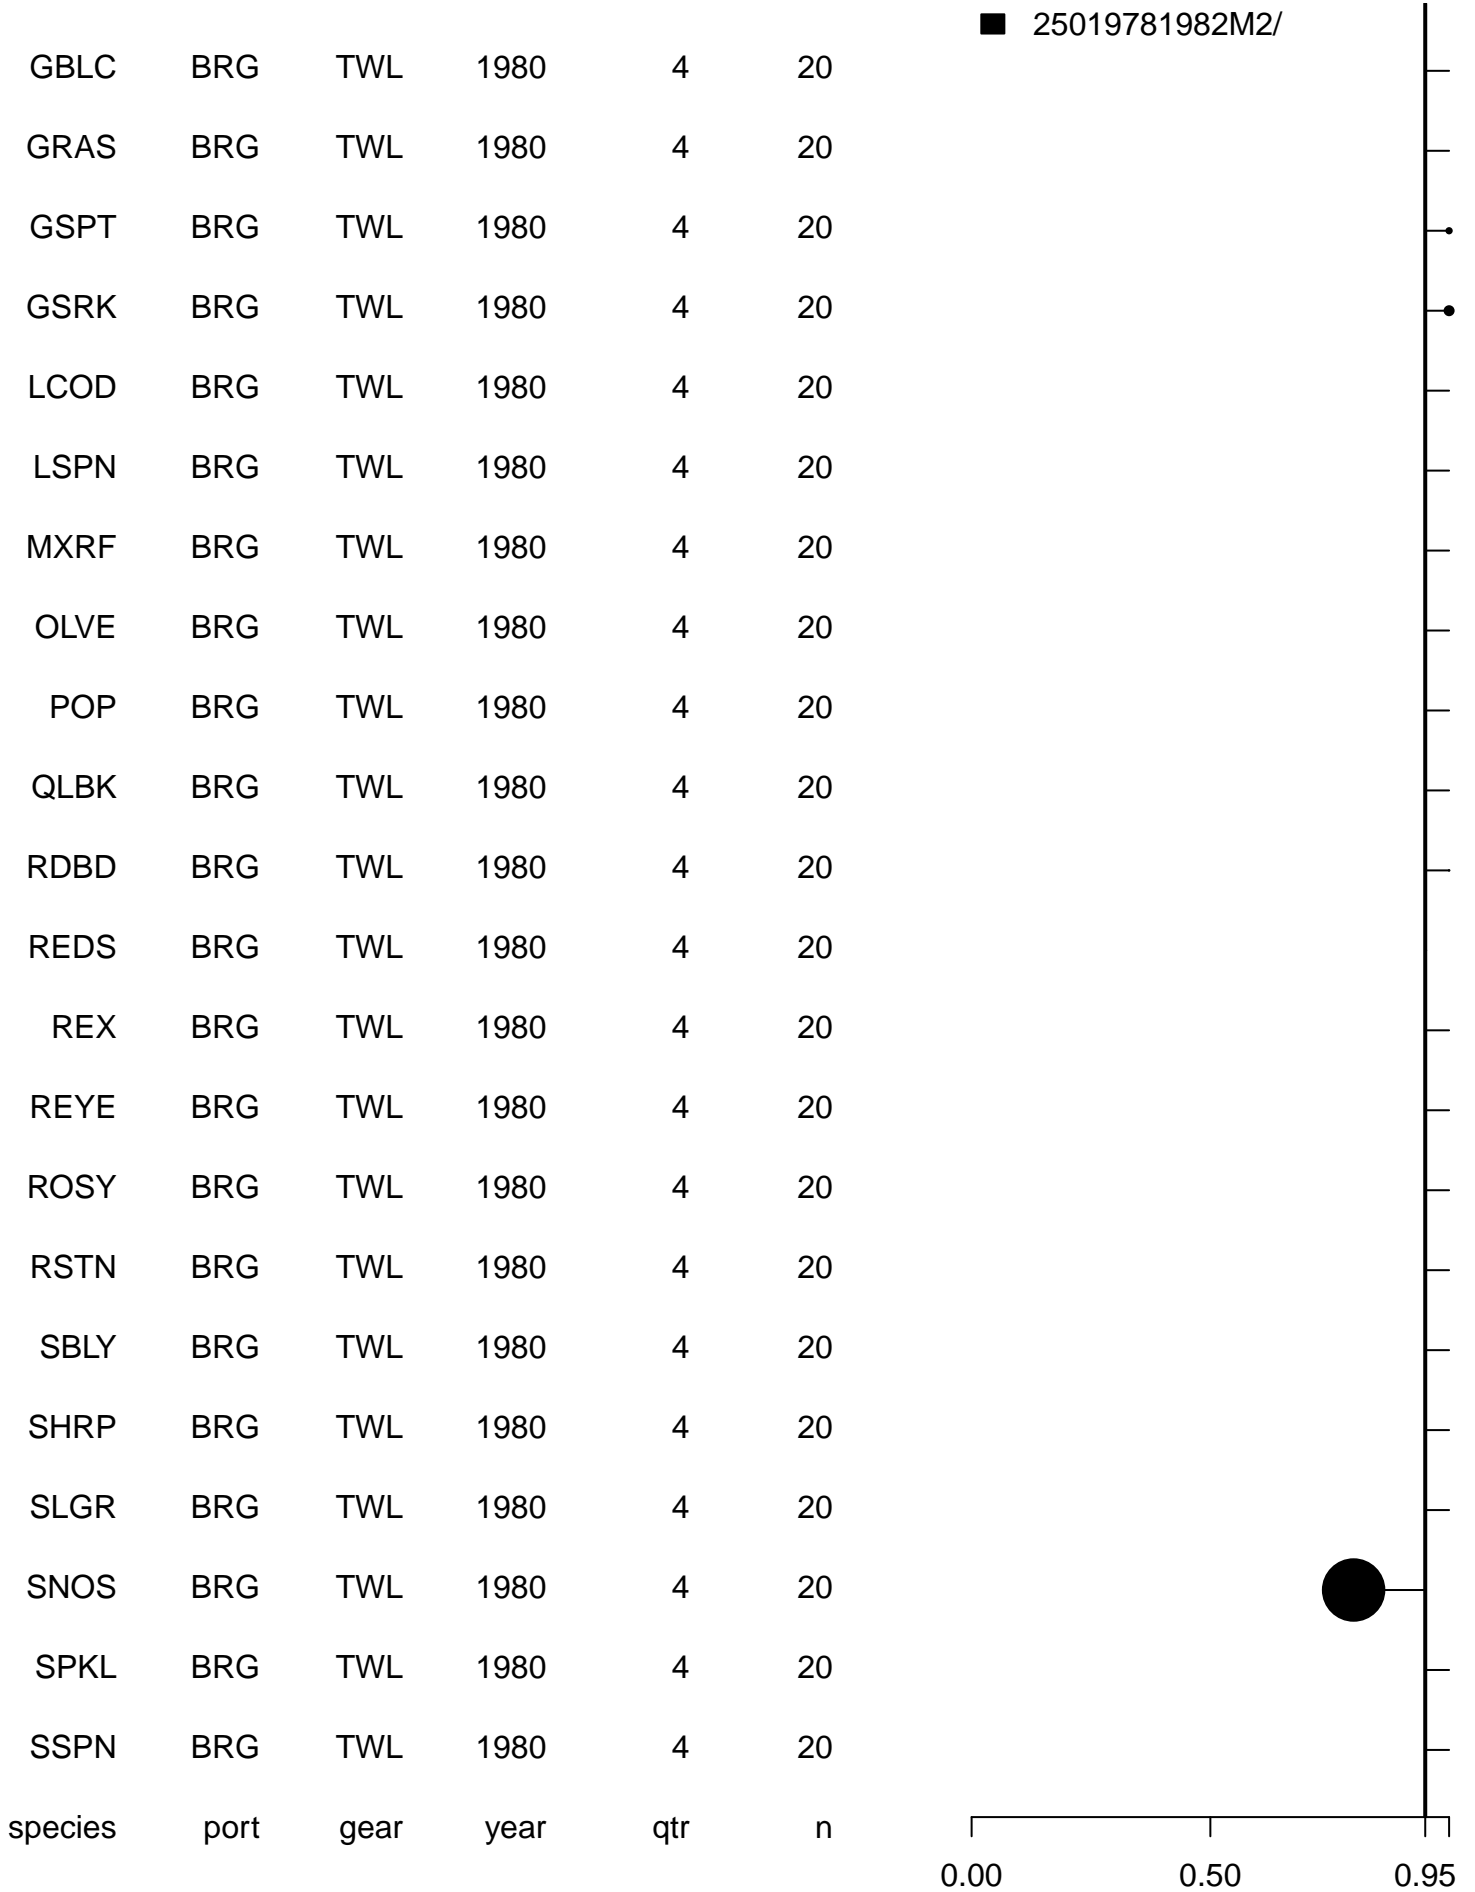 25019781982M2/
GBLC BRG TWL 1980 4 20
GRAS BRG TWL 1980 4 20
GSPT BRG TWL 1980 4 20
GSRK BRG TWL 1980 4 20
LCOD BRG TWL 1980 4 20
LSPN BRG TWL 1980 4 20
MXRF BRG TWL 1980 4 20
OLVE BRG TWL 1980 4 20
POP BRG TWL 1980 4 20
QLBK BRG TWL 1980 4 20
RDBD BRG TWL 1980 4 20
REDS BRG TWL 1980 4 20
REX BRG TWL 1980 4 20
REYE BRG TWL 1980 4 20
ROSY BRG TWL 1980 4 20
RSTN BRG TWL 1980 4 20
SBLY BRG TWL 1980 4 20
SHRP BRG TWL 1980 4 20
SLGR BRG TWL 1980 4 20
SNOS BRG TWL 1980 4 20
SPKL BRG TWL 1980 4 20
SSPN BRG TWL 1980 4 20
species port gear year qtr n
0.00 0.50 0.95